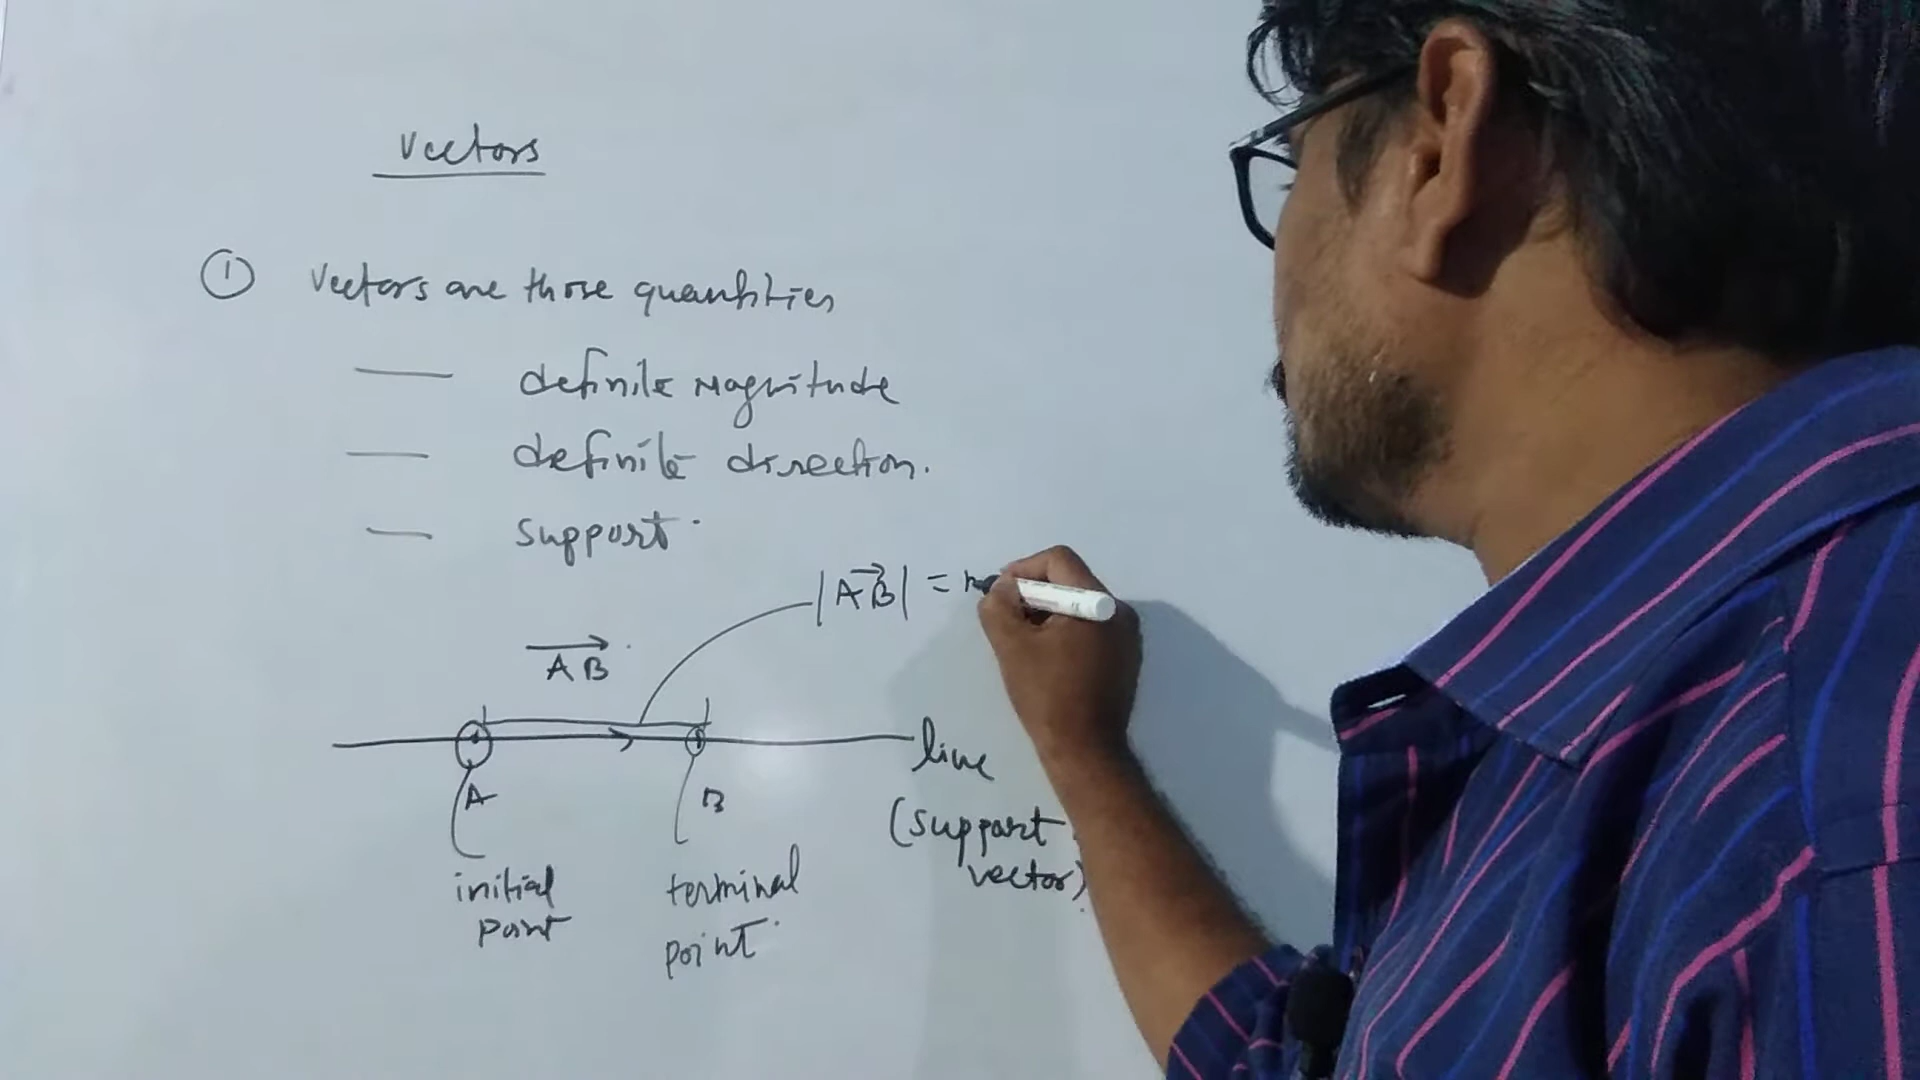 Vectors
① Vectors are those quantities
— definite Magnitude
— definite direction.
— support.
|AB→| = m
AB→
line
A B
(support
vector)
initial
point
terminal
point